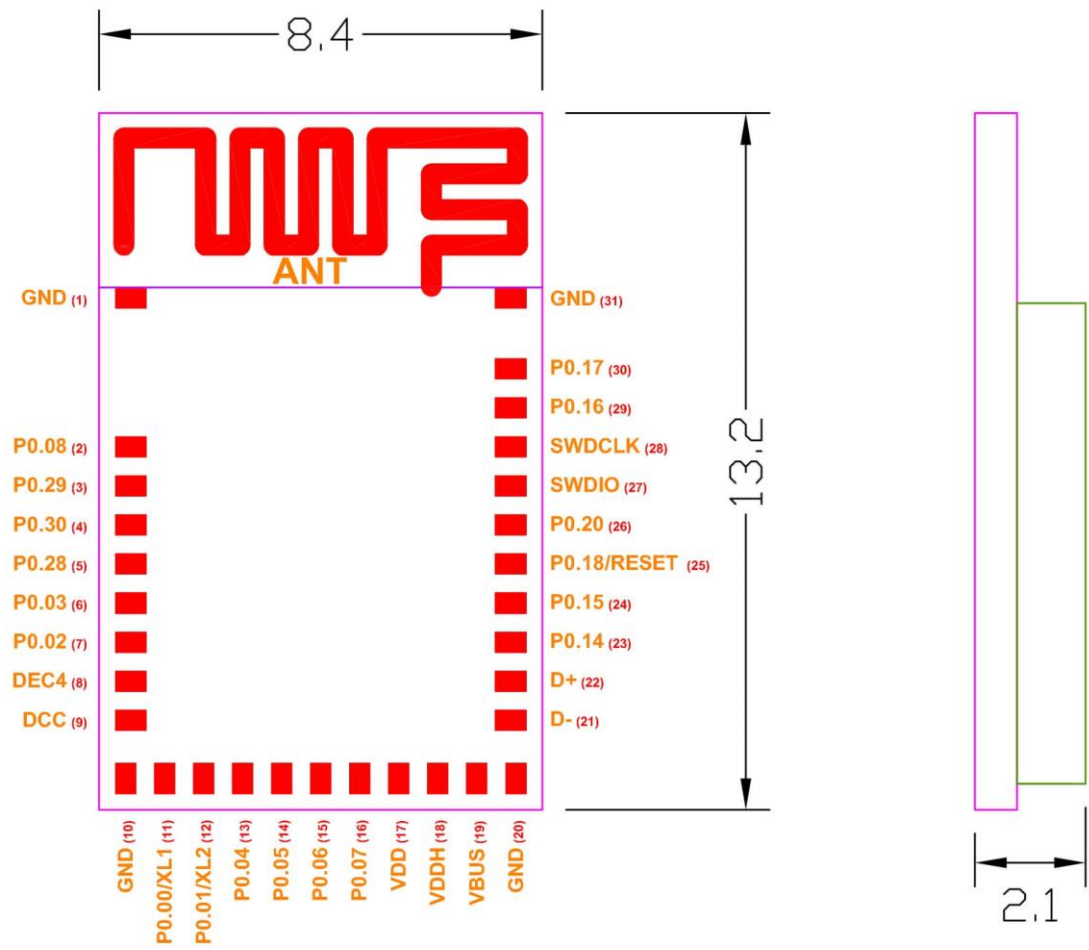 8.4
ANT
GND (1)
GND (31)
P0.17 (30)
P0.16 (29)
P0.08 (2)
SWDCLK (28)
P0.29 (3)
SWDIO (27)
P0.30 (4)
P0.20 (26)
P0.28 (5)
P0.18/RESET (25)
P0.03 (6)
P0.15 (24)
P0.02 (7)
P0.14 (23)
DEC4 (8)
D+ (22)
DCC (9)
D- (21)
13.2
GND (10)
P0.00/XL1 (11)
P0.01/XL2 (12)
P0.04 (13)
P0.05 (14)
P0.06 (15)
P0.07 (16)
VDD (17)
VDDH (18)
VBUS (19)
GND (20)
2.1